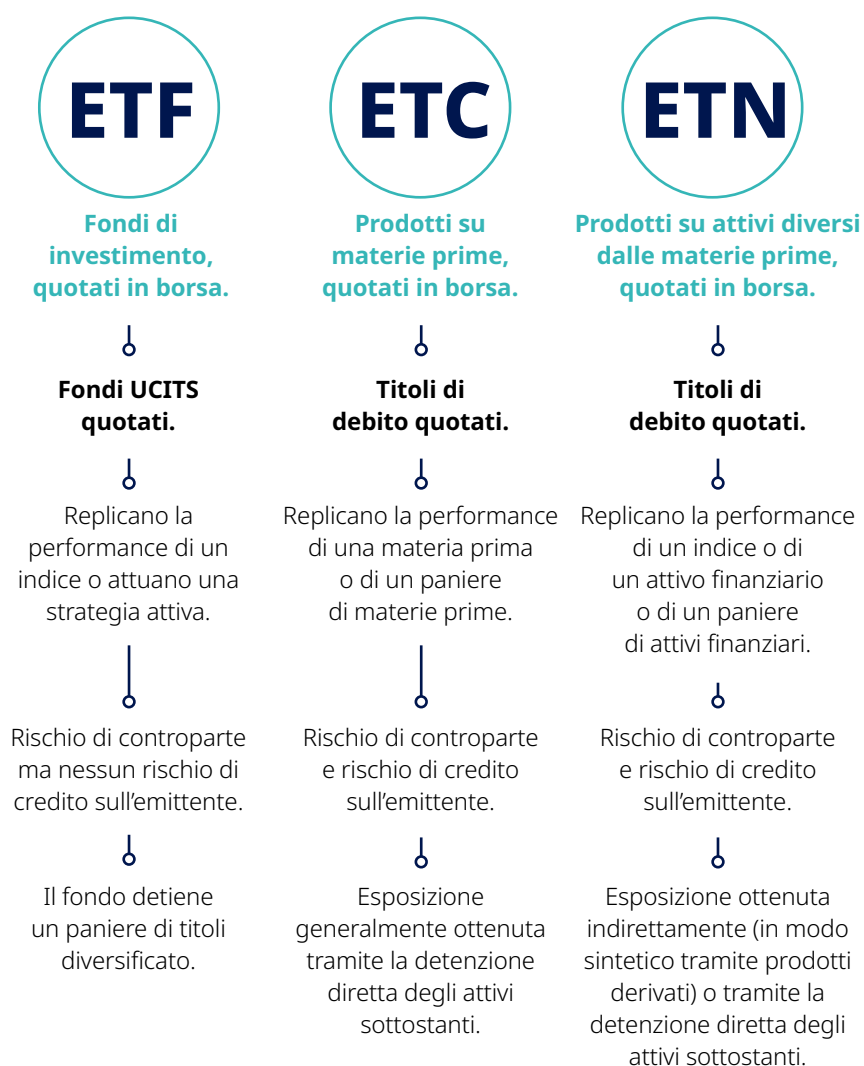 ETF
Fondi di
investimento,
quotati in borsa.
Fondi UCITS
quotati.
Replicano la
performance di un
indice o attuano una
strategia attiva.
Rischio di controparte
ma nessun rischio di
credito sull’emittente.
Il fondo detiene
un paniere di titoli
diversificato.
ETC
Prodotti su
materie prime,
quotati in borsa.
Titoli di
debito quotati.
Replicano la performance
di una materia prima
o di un paniere
di materie prime.
Rischio di controparte
e rischio di credito
sull’emittente.
Esposizione
generalmente ottenuta
tramite la detenzione
diretta degli attivi
sottostanti.
ETN
Prodotti su attivi diversi
dalle materie prime,
quotati in borsa.
Titoli di
debito quotati.
Replicano la performance
di un indice o di
un attivo finanziario
o di un paniere
di attivi finanziari.
Rischio di controparte
e rischio di credito
sull’emittente.
Esposizione ottenuta
indirettamente (in modo
sintetico tramite prodotti
derivati) o tramite la
detenzione diretta degli
attivi sottostanti.